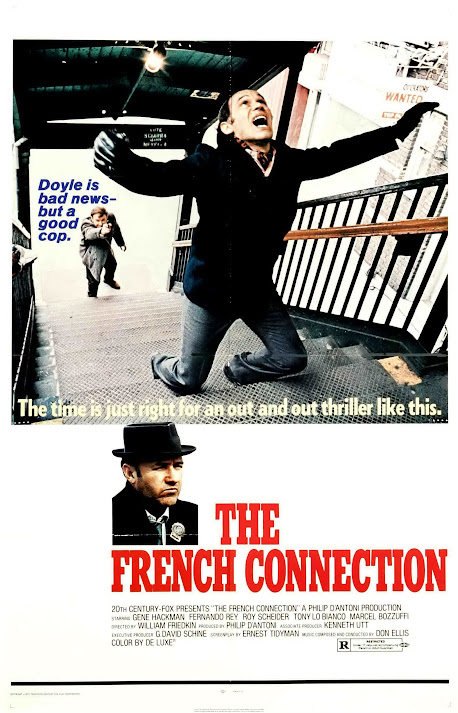 OPERATORS
WANTED
Doyle is
bad news-
but a
good
cop.
The time is just right for an out and out thriller like this.
THE
FRENCH CONNECTION
20TH CENTURY-FOX PRESENTS "THE FRENCH CONNECTION" A PHILIP D'ANTONI PRODUCTION
STARRING GENE HACKMAN FERNANDO REY ROY SCHEIDER TONY LO BIANCO MARCEL BOZZUFFI
DIRECTED BY WILLIAM FRIEDKIN PRODUCED BY PHILIP D'ANTONI ASSOCIATE PRODUCER KENNETH UTT
EXECUTIVE PRODUCER G. DAVID SCHINE SCREENPLAY BY ERNEST TIDYMAN MUSIC COMPOSED AND CONDUCTED BY DON ELLIS
COLOR BY DE LUXE®
R RESTRICTED